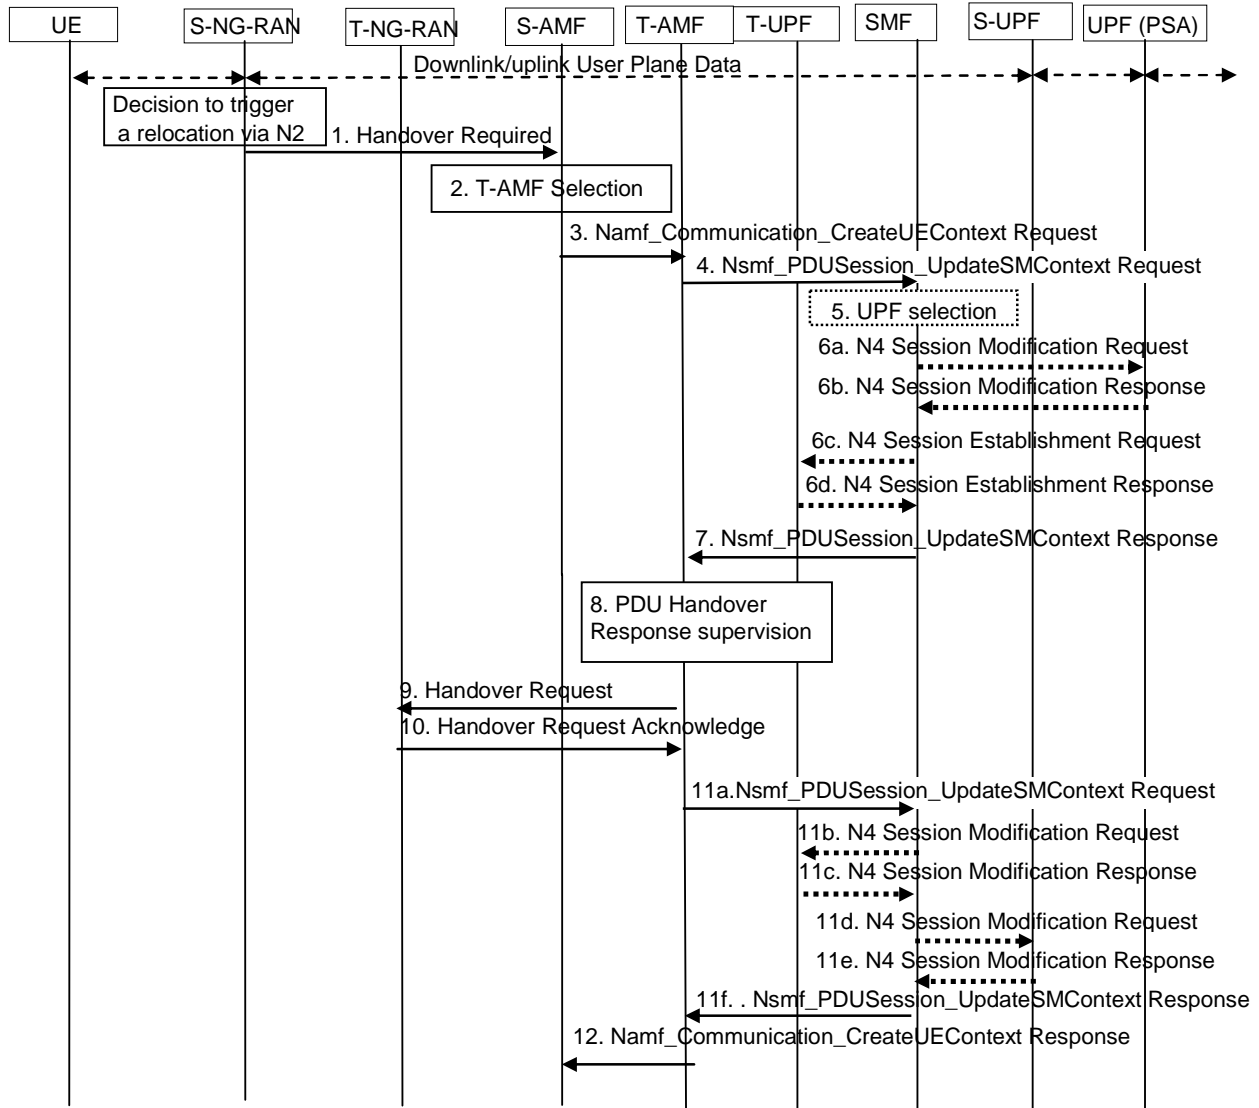 UE
S-NG-RAN
T-NG-RAN
S-AMF
T-AMF
T-UPF
SMF
S-UPF
UPF (PSA)
Downlink/uplink User Plane Data
Decision to trigger
a relocation via N2
1. Handover Required
2. T-AMF Selection
3. Namf_Communication_CreateUEContext Request
4. Nsmf_PDUSession_UpdateSMContext Request
5. UPF selection
6a. N4 Session Modification Request
6b. N4 Session Modification Response
6c. N4 Session Establishment Request
6d. N4 Session Establishment Response
7. Nsmf_PDUSession_UpdateSMContext Response
8. PDU Handover
Response supervision
9. Handover Request
10. Handover Request Acknowledge
11a.Nsmf_PDUSession_UpdateSMContext Request
11b. N4 Session Modification Request
11c. N4 Session Modification Response
11d. N4 Session Modification Request
11e. N4 Session Modification Response
11f. . Nsmf_PDUSession_UpdateSMContext Response
12. Namf_Communication_CreateUEContext Response